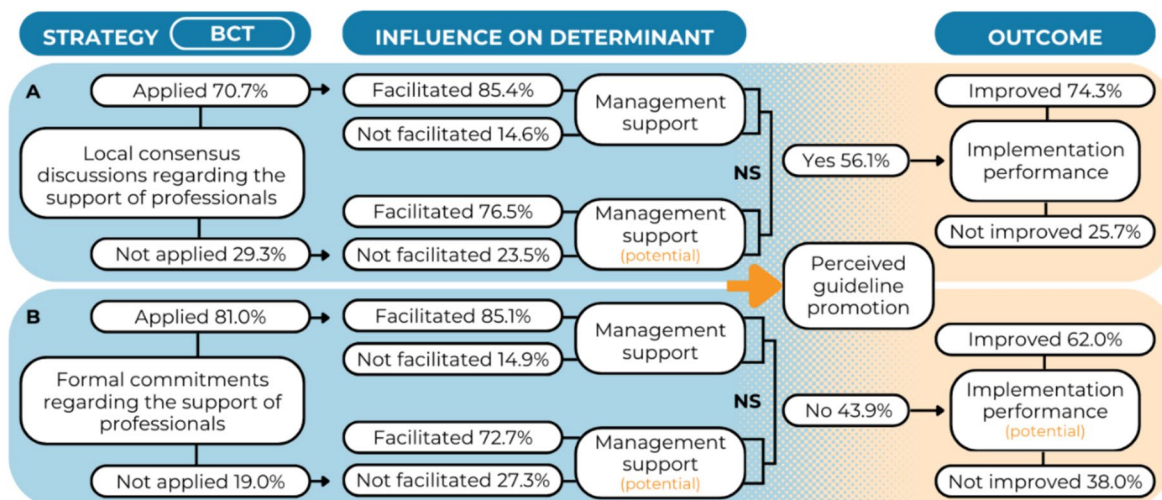 STRATEGY BCT
INFLUENCE ON DETERMINANT
OUTCOME
A
Applied 70.7%
Local consensus
discussions regarding the
support of professionals
Not applied 29.3%
Facilitated 85.4%
Not facilitated 14.6%
Management
support
NS
Facilitated 76.5%
Not facilitated 23.5%
Management
support
(potential)
B
Applied 81.0%
Formal commitments
regarding the support of
professionals
Not applied 19.0%
Facilitated 85.1%
Not facilitated 14.9%
Management
support
NS
Facilitated 72.7%
Not facilitated 27.3%
Management
support
(potential)
Yes 56.1%
Perceived
guideline
promotion
No 43.9%
Improved 74.3%
Implementation
performance
Not improved 25.7%
Improved 62.0%
Implementation
performance
(potential)
Not improved 38.0%